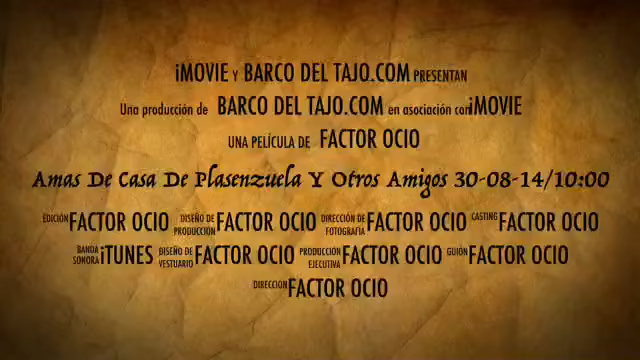 iMOVIE Y BARCO DEL TAJO.COM PRESENTAN
Una producción de BARCO DEL TAJO.COM en asociación con iMOVIE
UNA PELÍCULA DE FACTOR OCIO
Amas De Casa De Plasenzuela Y Otros Amigos 30-08-14/10:00
EDICIÓN FACTOR OCIO DISEÑO DE PRODUCCIÓN FACTOR OCIO DIRECCIÓN DE FOTOGRAFÍA FACTOR OCIO CASTING FACTOR OCIO
BANDA SONORA iTUNES DISEÑO DE VESTUARIO FACTOR OCIO PRODUCCIÓN EJECUTIVA FACTOR OCIO GUIÓN FACTOR OCIO
DIRECCIÓN FACTOR OCIO